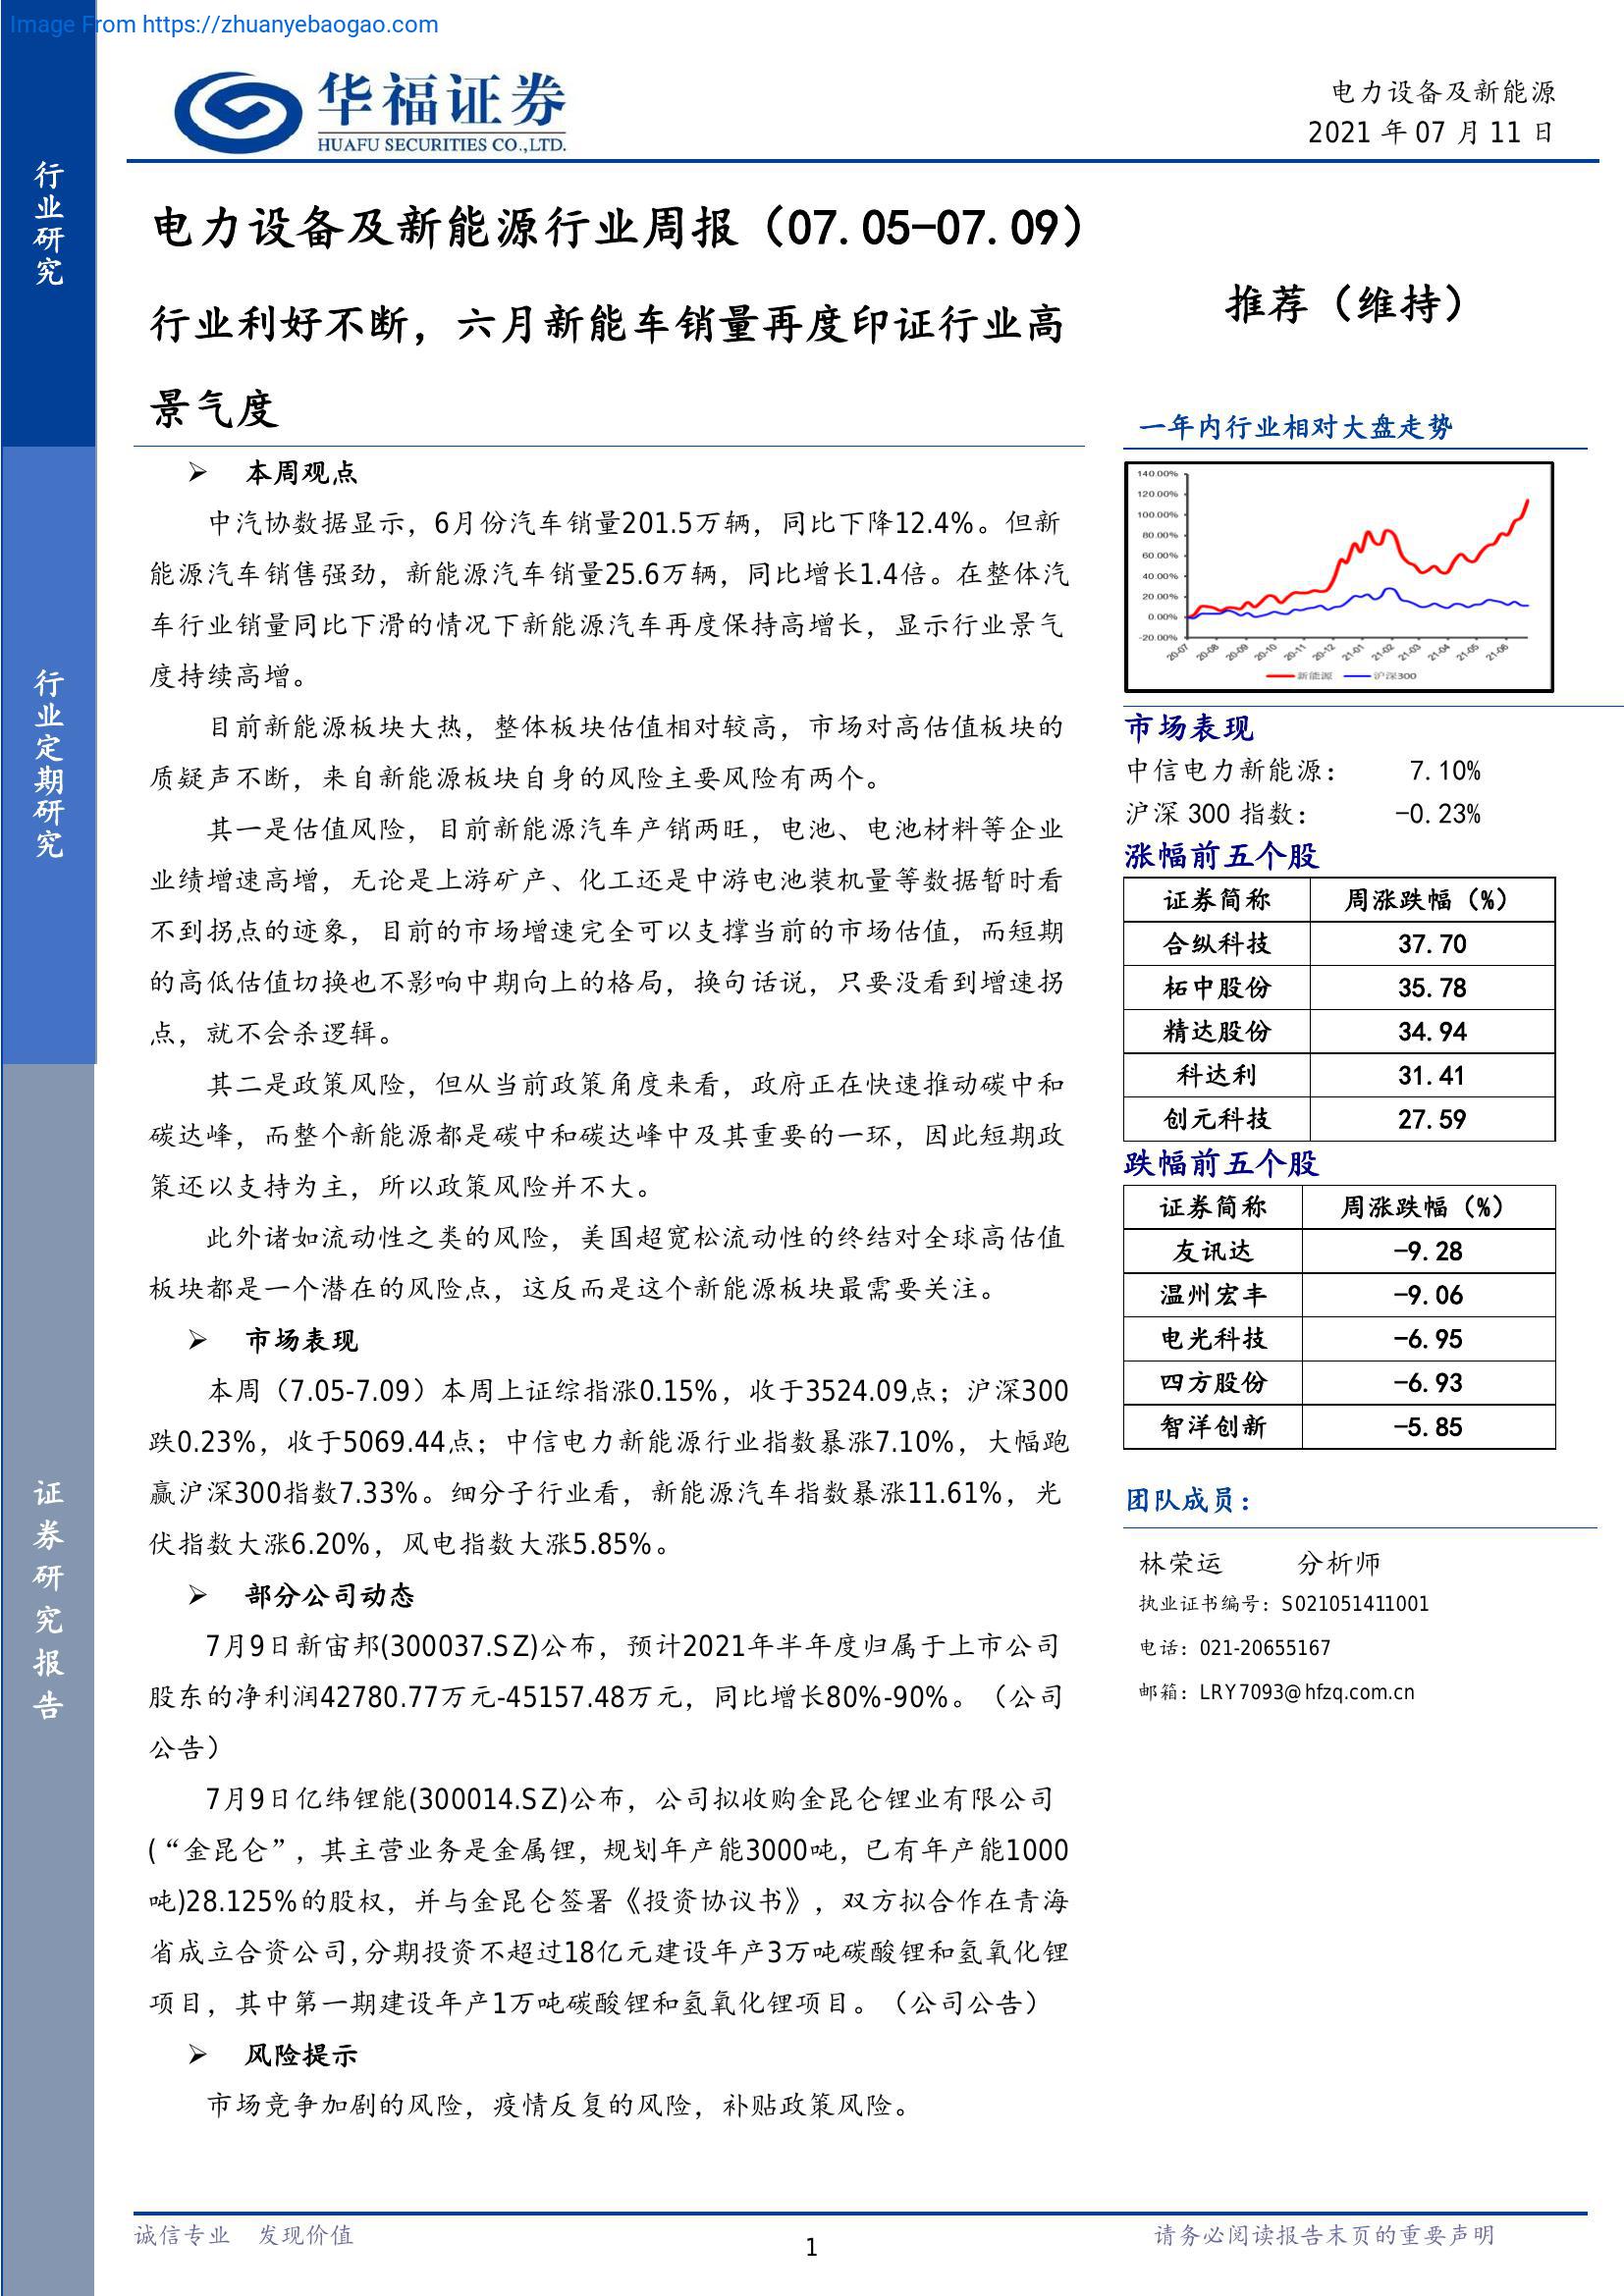 Image From https://zhuanyebaogao.com
华福证券
HUAFU SECURITIES CO.,LTD.
电力设备及新能源
2021 年 07 月 11 日
行业研究
行业定期研究
证券研究报告
电力设备及新能源行业周报（07.05-07.09）
行业利好不断，六月新能车销量再度印证行业高
景气度
推荐（维持）
➢ 本周观点
中汽协数据显示，6月份汽车销量201.5万辆，同比下降12.4%。但新
能源汽车销售强劲，新能源汽车销量25.6万辆，同比增长1.4倍。在整体汽
车行业销量同比下滑的情况下新能源汽车再度保持高增长，显示行业景气
度持续高增。
目前新能源板块大热，整体板块估值相对较高，市场对高估值板块的
质疑声不断，来自新能源板块自身的风险主要风险有两个。
其一是估值风险，目前新能源汽车产销两旺，电池、电池材料等企业
业绩增速高增，无论是上游矿产、化工还是中游电池装机量等数据暂时看
不到拐点的迹象，目前的市场增速完全可以支撑当前的市场估值，而短期
的高低估值切换也不影响中期向上的格局，换句话说，只要没看到增速拐
点，就不会杀逻辑。
其二是政策风险，但从当前政策角度来看，政府正在快速推动碳中和
碳达峰，而整个新能源都是碳中和碳达峰中及其重要的一环，因此短期政
策还以支持为主，所以政策风险并不大。
此外诸如流动性之类的风险，美国超宽松流动性的终结对全球高估值
板块都是一个潜在的风险点，这反而是这个新能源板块最需要关注。
➢ 市场表现
本周（7.05-7.09）本周上证综指涨0.15%，收于3524.09点；沪深300
跌0.23%，收于5069.44点；中信电力新能源行业指数暴涨7.10%，大幅跑
赢沪深300指数7.33%。细分子行业看，新能源汽车指数暴涨11.61%，光
伏指数大涨6.20%，风电指数大涨5.85%。
➢ 部分公司动态
7月9日新宙邦(300037.SZ)公布，预计2021年半年度归属于上市公司
股东的净利润42780.77万元-45157.48万元，同比增长80%-90%。（公司
公告）
7月9日亿纬锂能(300014.SZ)公布，公司拟收购金昆仑锂业有限公司
(“金昆仑”，其主营业务是金属锂，规划年产能3000吨，已有年产能1000
吨)28.125%的股权，并与金昆仑签署《投资协议书》，双方拟合作在青海
省成立合资公司,分期投资不超过18亿元建设年产3万吨碳酸锂和氢氧化锂
项目，其中第一期建设年产1万吨碳酸锂和氢氧化锂项目。（公司公告）
➢ 风险提示
市场竞争加剧的风险，疫情反复的风险，补贴政策风险。
一年内行业相对大盘走势
140.00%
120.00%
100.00%
80.00%
60.00%
40.00%
20.00%
0.00%
-20.00%
20-07 20-08 20-09 20-10 20-11 20-12 21-01 21-02 21-03 21-04 21-05 21-06
新能源 沪深300
市场表现
中信电力新能源： 7.10%
沪深 300 指数： -0.23%
涨幅前五个股
证券简称 周涨跌幅（%）
合纵科技 37.70
柘中股份 35.78
精达股份 34.94
科达利 31.41
创元科技 27.59
跌幅前五个股
证券简称 周涨跌幅（%）
友讯达 -9.28
温州宏丰 -9.06
电光科技 -6.95
四方股份 -6.93
智洋创新 -5.85
团队成员：
林荣运 分析师
执业证书编号：S021051411001
电话：021-20655167
邮箱：LRY7093@hfzq.com.cn
诚信专业 发现价值
1
请务必阅读报告末页的重要声明